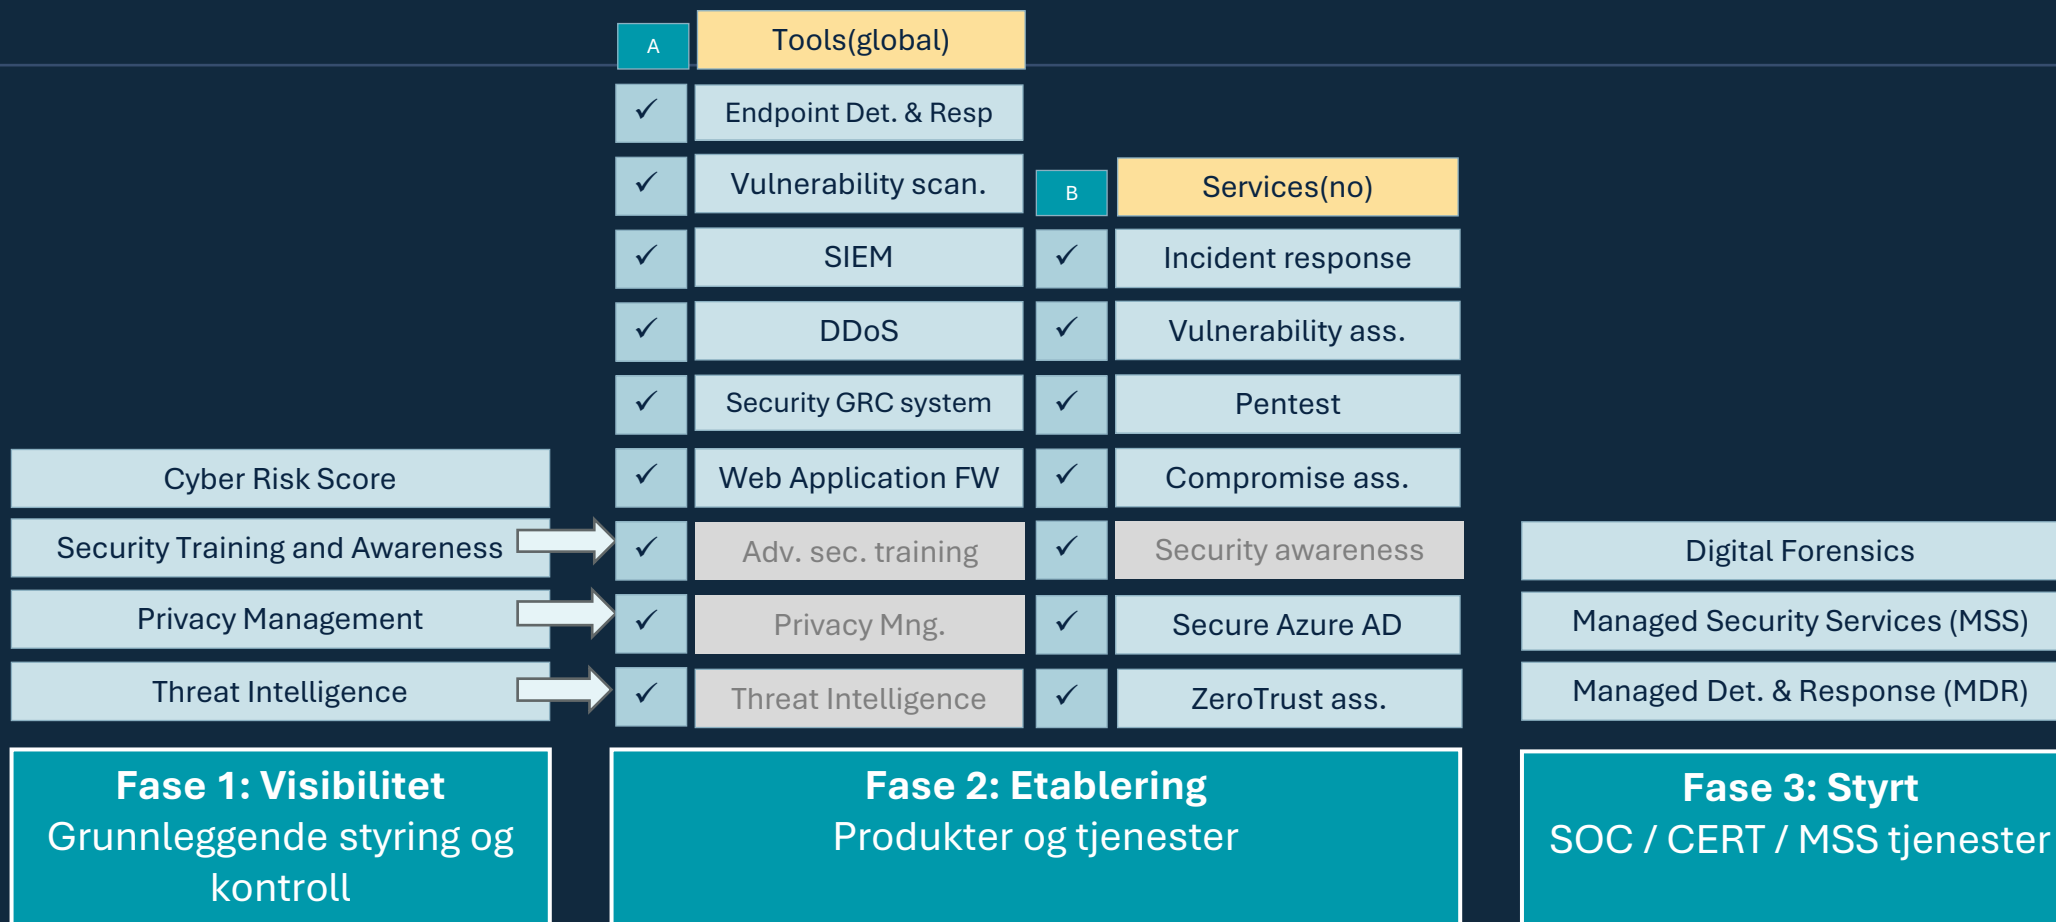 A
Tools(global)
✓
Endpoint Det. & Resp
✓
Vulnerability scan.
✓
SIEM
✓
DDoS
✓
Security GRC system
✓
Web Application FW
✓
Adv. sec. training
✓
Privacy Mng.
✓
Threat Intelligence
B
Services(no)
✓
Incident response
✓
Vulnerability ass.
✓
Pentest
✓
Compromise ass.
✓
Security awareness
✓
Secure Azure AD
✓
ZeroTrust ass.
Cyber Risk Score
Security Training and Awareness
Privacy Management
Threat Intelligence
Digital Forensics
Managed Security Services (MSS)
Managed Det. & Response (MDR)
Fase 1: Visibilitet
Grunnleggende styring og
kontroll
Fase 2: Etablering
Produkter og tjenester
Fase 3: Styrt
SOC / CERT / MSS tjenester